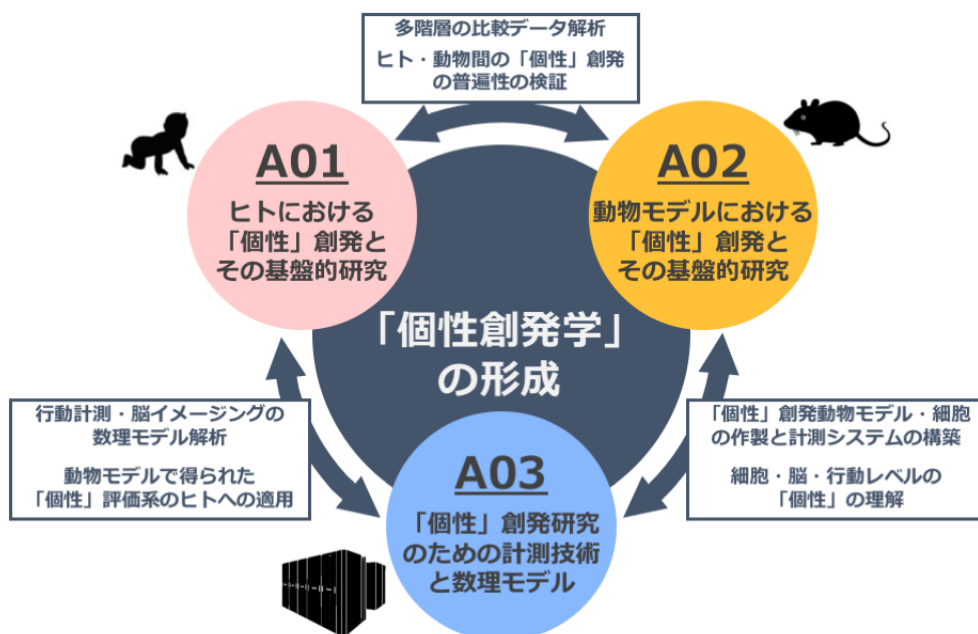 多階層の比較データ解析
ヒト・動物間の「個性」創発
の普遍性の検証
A01
ヒトにおける
「個性」創発と
その基盤的研究
A02
動物モデルにおける
「個性」創発と
その基盤的研究
「個性創発学」
の形成
行動計測・脳イメージングの
数理モデル解析
動物モデルで得られた
「個性」評価系のヒトへの適用
A03
「個性」創発研究
のための計測技術
と数理モデル
「個性」創発動物モデル・細胞
の作製と計測システムの構築
細胞・脳・行動レベルの
「個性」の理解